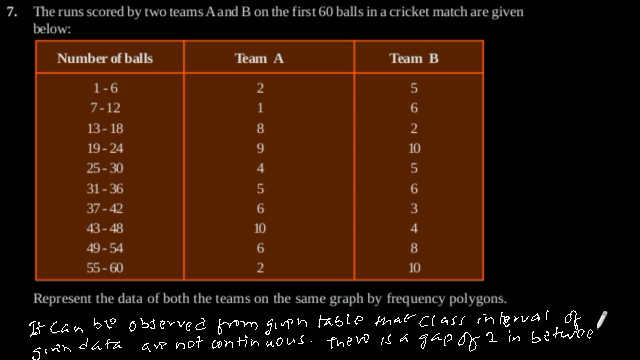 7. The runs scored by two teams A and B on the first 60 balls in a cricket match are given
below:
Number of balls Team A Team B
1 - 6 2 5
7 - 12 1 6
13 - 18 8 2
19 - 24 9 10
25 - 30 4 5
31 - 36 5 6
37 - 42 6 3
43 - 48 10 4
49 - 54 6 8
55 - 60 2 10
Represent the data of both the teams on the same graph by frequency polygons.
It can be observed from given table that class interval of
given data are not continuous. There is a gap of 1 in between